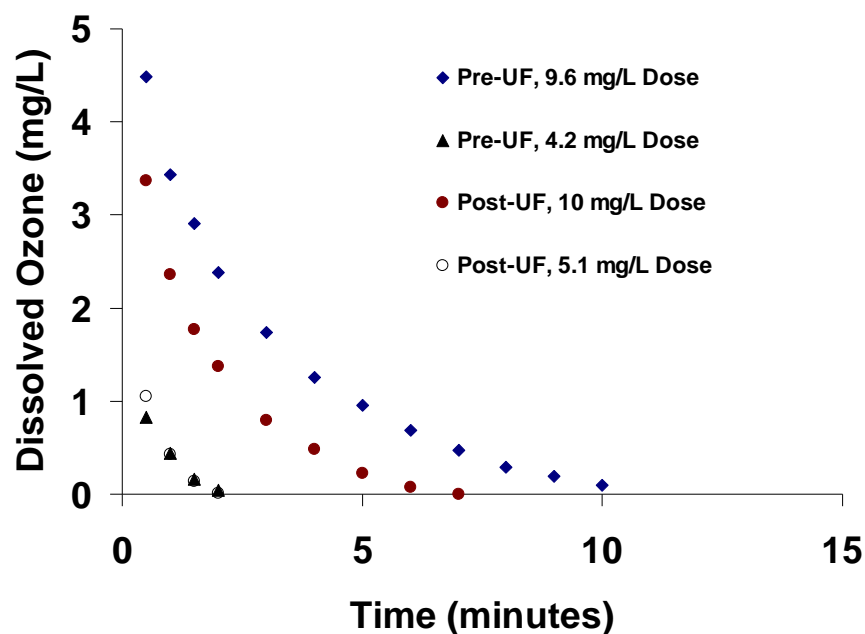 5
4
3
2
1
0
Dissolved Ozone (mg/L)
Pre-UF, 9.6 mg/L Dose
Pre-UF, 4.2 mg/L Dose
Post-UF, 10 mg/L Dose
Post-UF, 5.1 mg/L Dose
0 5 10 15
Time (minutes)